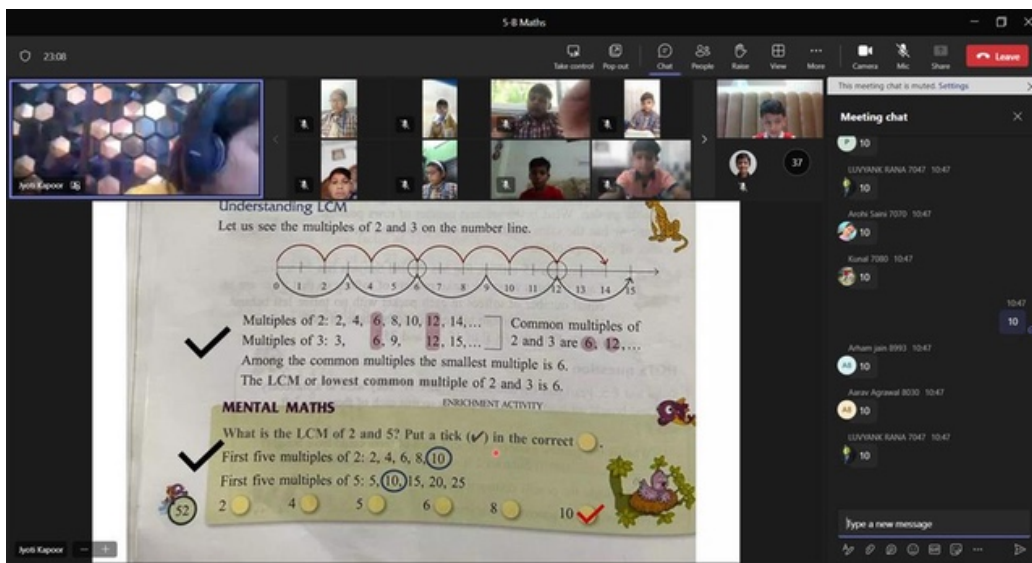 5-B Maths
23:08
Take control Pop out Chat People Raise View More Camera Mic Share Leave
This meeting chat is muted. Settings
Meeting chat
P 10
LUVYANK RANA 7047 10:47
10
Arohi Saini 7070 10:47
10
Kunal 7080 10:47
10
10:47
10
Arham jain 8993 10:47
AB 10
Aarav Agrawal 8030 10:47
AB 10
LUVYANK RANA 7047 10:47
10
Type a new message
Jyoti Kapoor
37
Understanding LCM
Let us see the multiples of 2 and 3 on the number line.
0 1 2 3 4 5 6 7 8 9 10 11 12 13 14 15
Multiples of 2: 2, 4, 6, 8, 10, 12, 14,... Common multiples of
Multiples of 3: 3, 6, 9, 12, 15,... 2 and 3 are 6, 12,...
Among the common multiples the smallest multiple is 6.
The LCM or lowest common multiple of 2 and 3 is 6.
MENTAL MATHS ENRICHMENT ACTIVITY
What is the LCM of 2 and 5? Put a tick (✓) in the correct .
First five multiples of 2: 2, 4, 6, 8, 10
First five multiples of 5: 5, 10, 15, 20, 25
52 2 4 5 6 8 10
Jyoti Kapoor